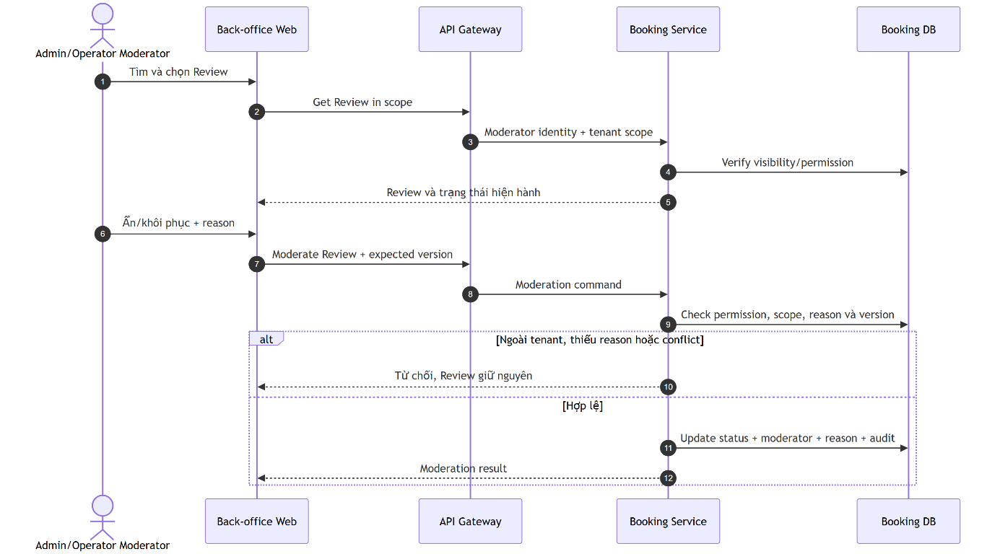 Admin/Operator Moderator
Back-office Web
API Gateway
Booking Service
Booking DB
1
Tìm và chọn Review
2
Get Review in scope
3
Moderator identity + tenant scope
4
Verify visibility/permission
Review và trạng thái hiện hành
5
6
Ẩn/khôi phục + reason
7
Moderate Review + expected version
8
Moderation command
9
Check permission, scope, reason và version
alt
[Ngoài tenant, thiếu reason hoặc conflict]
Từ chối, Review giữ nguyên
10
[Hợp lệ]
11
Update status + moderator + reason + audit
Moderation result
12
Admin/Operator Moderator
Back-office Web
API Gateway
Booking Service
Booking DB